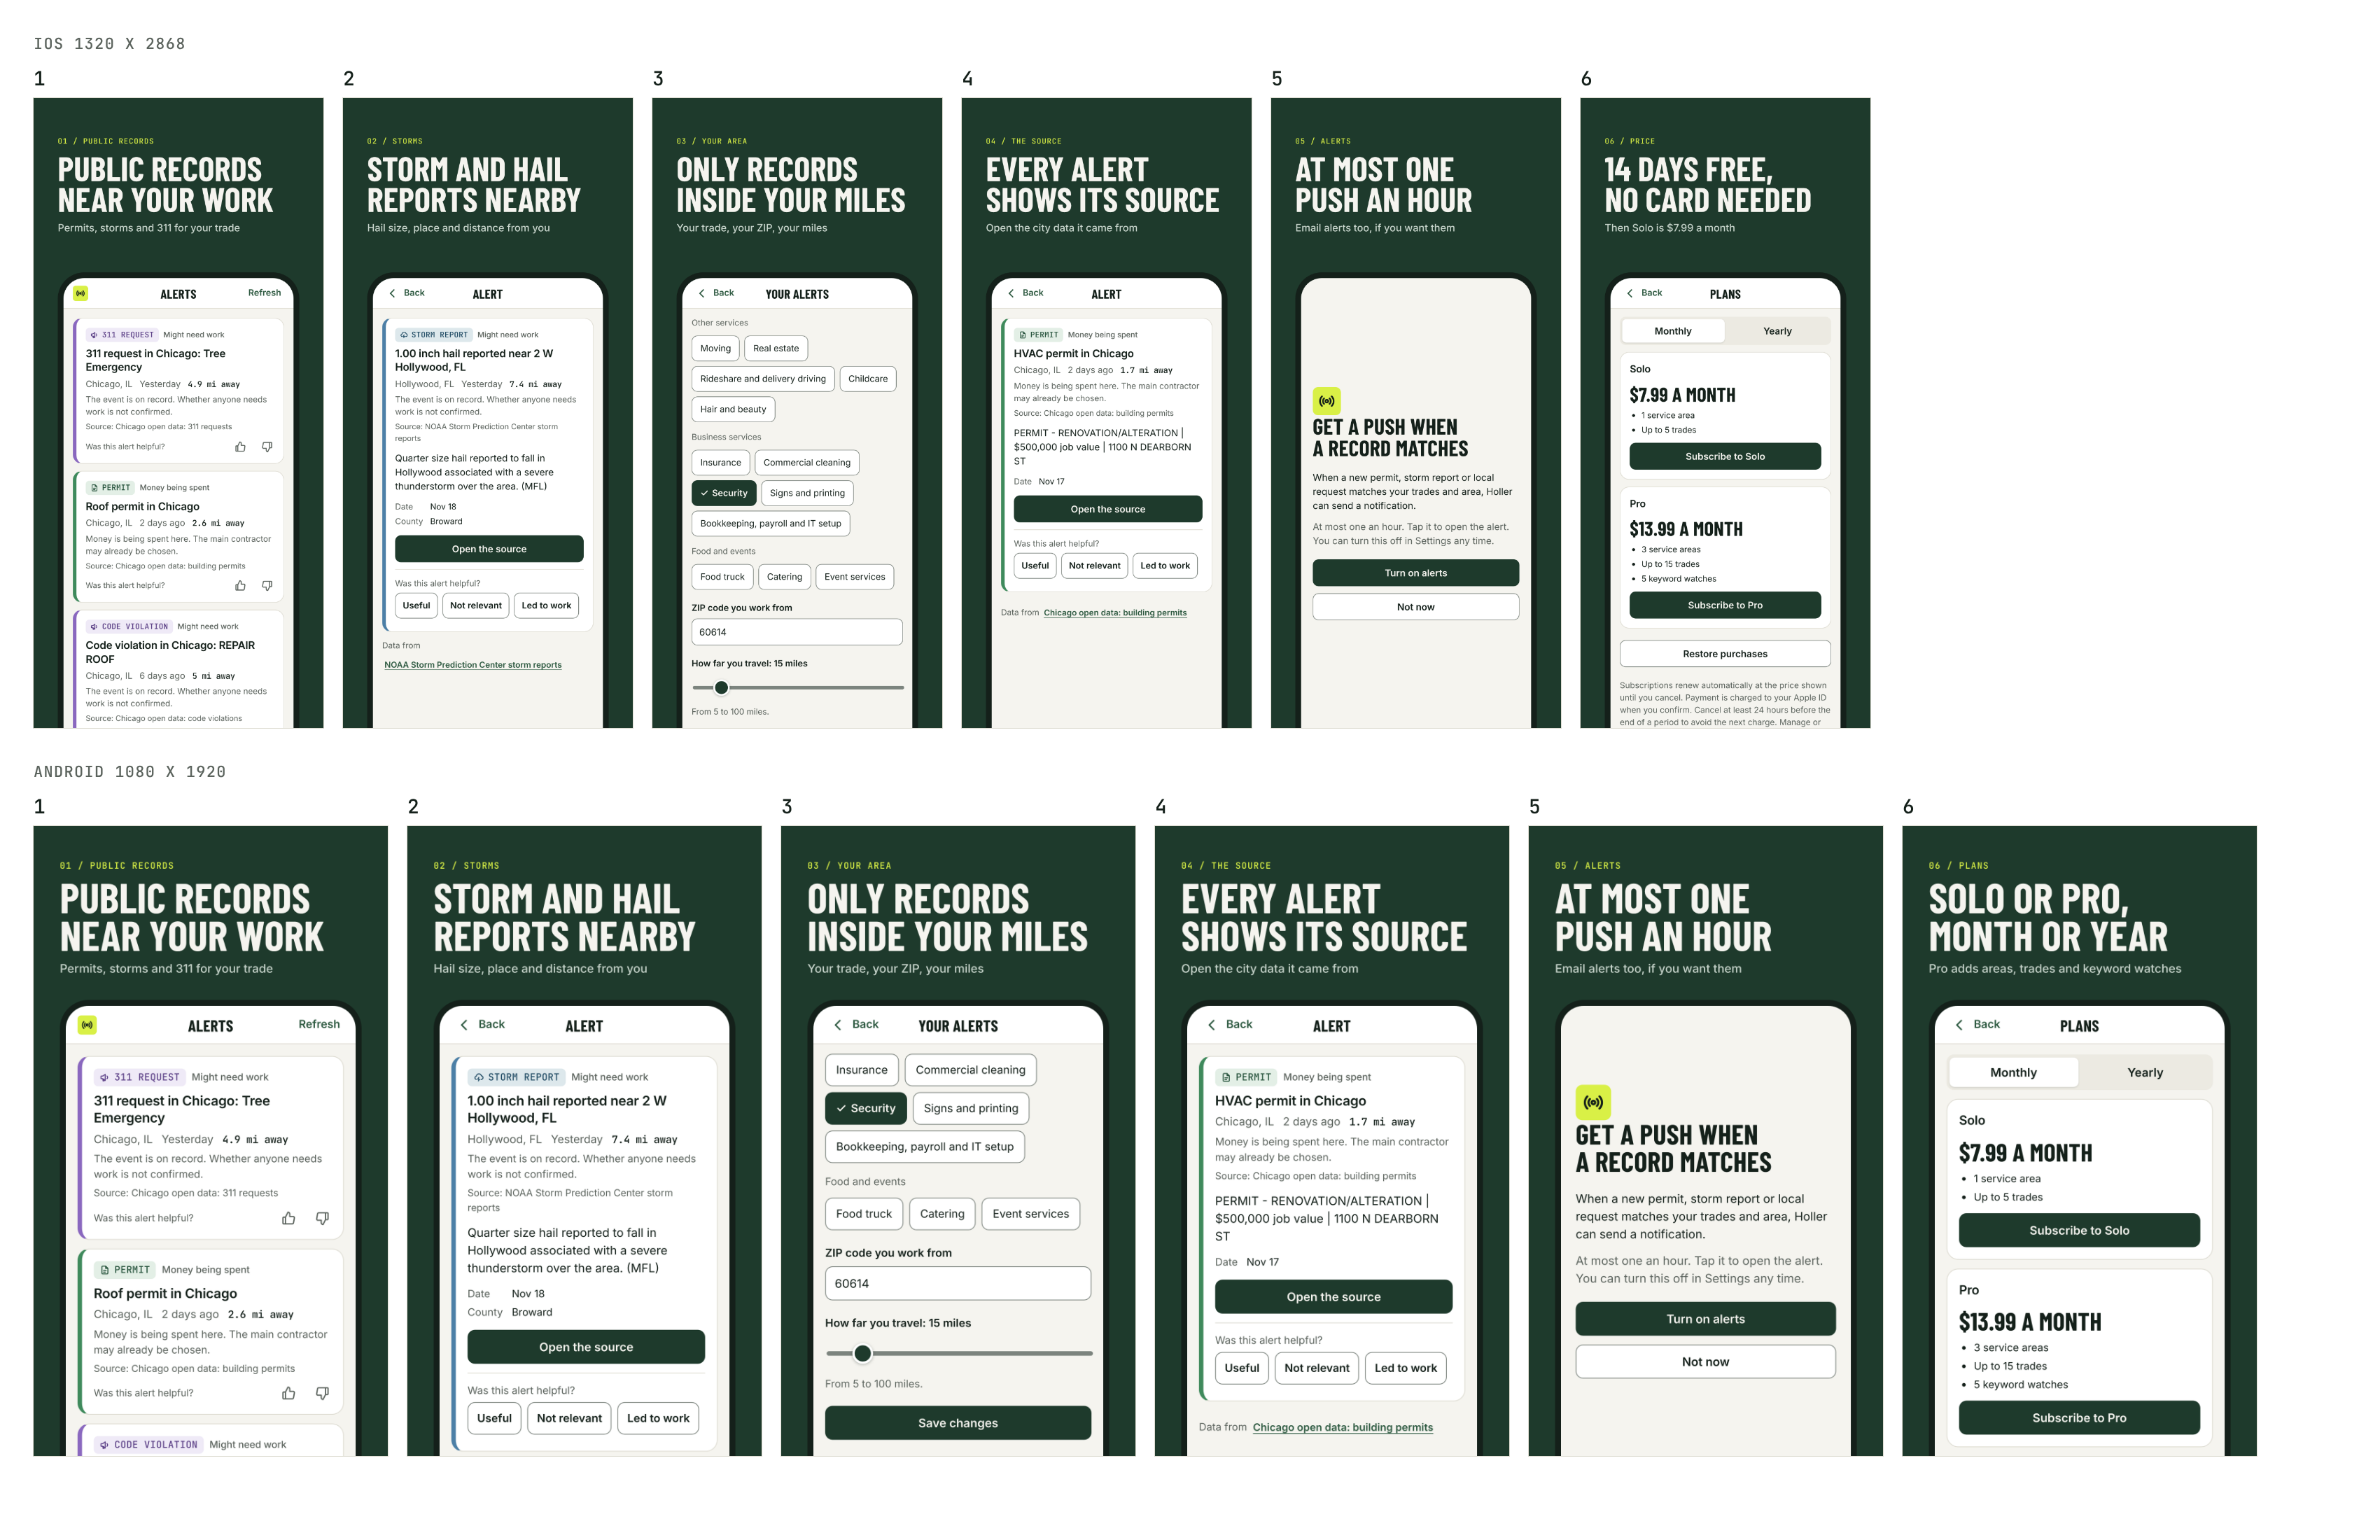 IOS 1320 X 2868
1
01 / PUBLIC RECORDS
PUBLIC RECORDS
NEAR YOUR WORK
Permits, storms and 311 for your trade
ALERTS
Refresh
311 REQUEST Might need work
311 request in Chicago: Tree
Emergency
Chicago, IL Yesterday 4.9 mi away
The event is on record. Whether anyone needs
work is not confirmed.
Source: Chicago open data: 311 requests
Was this alert helpful?
PERMIT Money being spent
Roof permit in Chicago
Chicago, IL 2 days ago 2.6 mi away
Money is being spent here. The main contractor
may already be chosen.
Source: Chicago open data: building permits
Was this alert helpful?
CODE VIOLATION Might need work
Code violation in Chicago: REPAIR
ROOF
Chicago, IL 6 days ago 5 mi away
The event is on record. Whether anyone needs
work is not confirmed.
Source: Chicago open data: code violations
2
02 / STORMS
STORM AND HAIL
REPORTS NEARBY
Hail size, place and distance from you
Back
ALERT
STORM REPORT Might need work
1.00 inch hail reported near 2 W
Hollywood, FL
Hollywood, FL Yesterday 7.4 mi away
The event is on record. Whether anyone needs
work is not confirmed.
Source: NOAA Storm Prediction Center storm
reports
Quarter size hail reported to fall in
Hollywood associated with a severe
thunderstorm over the area. (MFL)
Date Nov 18
County Broward
Open the source
Was this alert helpful?
Useful Not relevant Led to work
Data from
NOAA Storm Prediction Center storm reports
3
03 / YOUR AREA
ONLY RECORDS
INSIDE YOUR MILES
Your trade, your ZIP, your miles
Back
YOUR ALERTS
Other services
Moving Real estate
Rideshare and delivery driving Childcare
Hair and beauty
Business services
Insurance Commercial cleaning
Security Signs and printing
Bookkeeping, payroll and IT setup
Food and events
Food truck Catering Event services
ZIP code you work from
60614
How far you travel: 15 miles
From 5 to 100 miles.
4
04 / THE SOURCE
EVERY ALERT
SHOWS ITS SOURCE
Open the city data it came from
Back
ALERT
PERMIT Money being spent
HVAC permit in Chicago
Chicago, IL 2 days ago 1.7 mi away
Money is being spent here. The main contractor
may already be chosen.
Source: Chicago open data: building permits
PERMIT - RENOVATION/ALTERATION |
$500,000 job value | 1100 N DEARBORN
ST
Date Nov 17
Open the source
Was this alert helpful?
Useful Not relevant Led to work
Data from Chicago open data: building permits
5
05 / ALERTS
AT MOST ONE
PUSH AN HOUR
Email alerts too, if you want them
GET A PUSH WHEN
A RECORD MATCHES
When a new permit, storm report or local
request matches your trades and area, Holler
can send a notification.
At most one an hour. Tap it to open the alert.
You can turn this off in Settings any time.
Turn on alerts
Not now
6
06 / PRICE
14 DAYS FREE,
NO CARD NEEDED
Then Solo is $7.99 a month
Back
PLANS
Monthly Yearly
Solo
$7.99 A MONTH
• 1 service area
• Up to 5 trades
Subscribe to Solo
Pro
$13.99 A MONTH
• 3 service areas
• Up to 15 trades
• 5 keyword watches
Subscribe to Pro
Restore purchases
Subscriptions renew automatically at the price shown
until you cancel. Payment is charged to your Apple ID
when you confirm. Cancel at least 24 hours before the
end of a period to avoid the next charge. Manage or
ANDROID 1080 X 1920
1
01 / PUBLIC RECORDS
PUBLIC RECORDS
NEAR YOUR WORK
Permits, storms and 311 for your trade
ALERTS
Refresh
311 REQUEST Might need work
311 request in Chicago: Tree
Emergency
Chicago, IL Yesterday 4.9 mi away
The event is on record. Whether anyone needs
work is not confirmed.
Source: Chicago open data: 311 requests
Was this alert helpful?
PERMIT Money being spent
Roof permit in Chicago
Chicago, IL 2 days ago 2.6 mi away
Money is being spent here. The main contractor
may already be chosen.
Source: Chicago open data: building permits
Was this alert helpful?
CODE VIOLATION Might need work
2
02 / STORMS
STORM AND HAIL
REPORTS NEARBY
Hail size, place and distance from you
Back
ALERT
STORM REPORT Might need work
1.00 inch hail reported near 2 W
Hollywood, FL
Hollywood, FL Yesterday 7.4 mi away
The event is on record. Whether anyone needs
work is not confirmed.
Source: NOAA Storm Prediction Center storm
reports
Quarter size hail reported to fall in
Hollywood associated with a severe
thunderstorm over the area. (MFL)
Date Nov 18
County Broward
Open the source
Was this alert helpful?
Useful Not relevant Led to work
3
03 / YOUR AREA
ONLY RECORDS
INSIDE YOUR MILES
Your trade, your ZIP, your miles
Back
YOUR ALERTS
Insurance Commercial cleaning
Security Signs and printing
Bookkeeping, payroll and IT setup
Food and events
Food truck Catering Event services
ZIP code you work from
60614
How far you travel: 15 miles
From 5 to 100 miles.
Save changes
4
04 / THE SOURCE
EVERY ALERT
SHOWS ITS SOURCE
Open the city data it came from
Back
ALERT
PERMIT Money being spent
HVAC permit in Chicago
Chicago, IL 2 days ago 1.7 mi away
Money is being spent here. The main contractor
may already be chosen.
Source: Chicago open data: building permits
PERMIT - RENOVATION/ALTERATION |
$500,000 job value | 1100 N DEARBORN
ST
Date Nov 17
Open the source
Was this alert helpful?
Useful Not relevant Led to work
Data from Chicago open data: building permits
5
05 / ALERTS
AT MOST ONE
PUSH AN HOUR
Email alerts too, if you want them
GET A PUSH WHEN
A RECORD MATCHES
When a new permit, storm report or local
request matches your trades and area, Holler
can send a notification.
At most one an hour. Tap it to open the alert.
You can turn this off in Settings any time.
Turn on alerts
Not now
6
06 / PLANS
SOLO OR PRO,
MONTH OR YEAR
Pro adds areas, trades and keyword watches
Back
PLANS
Monthly Yearly
Solo
$7.99 A MONTH
• 1 service area
• Up to 5 trades
Subscribe to Solo
Pro
$13.99 A MONTH
• 3 service areas
• Up to 15 trades
• 5 keyword watches
Subscribe to Pro